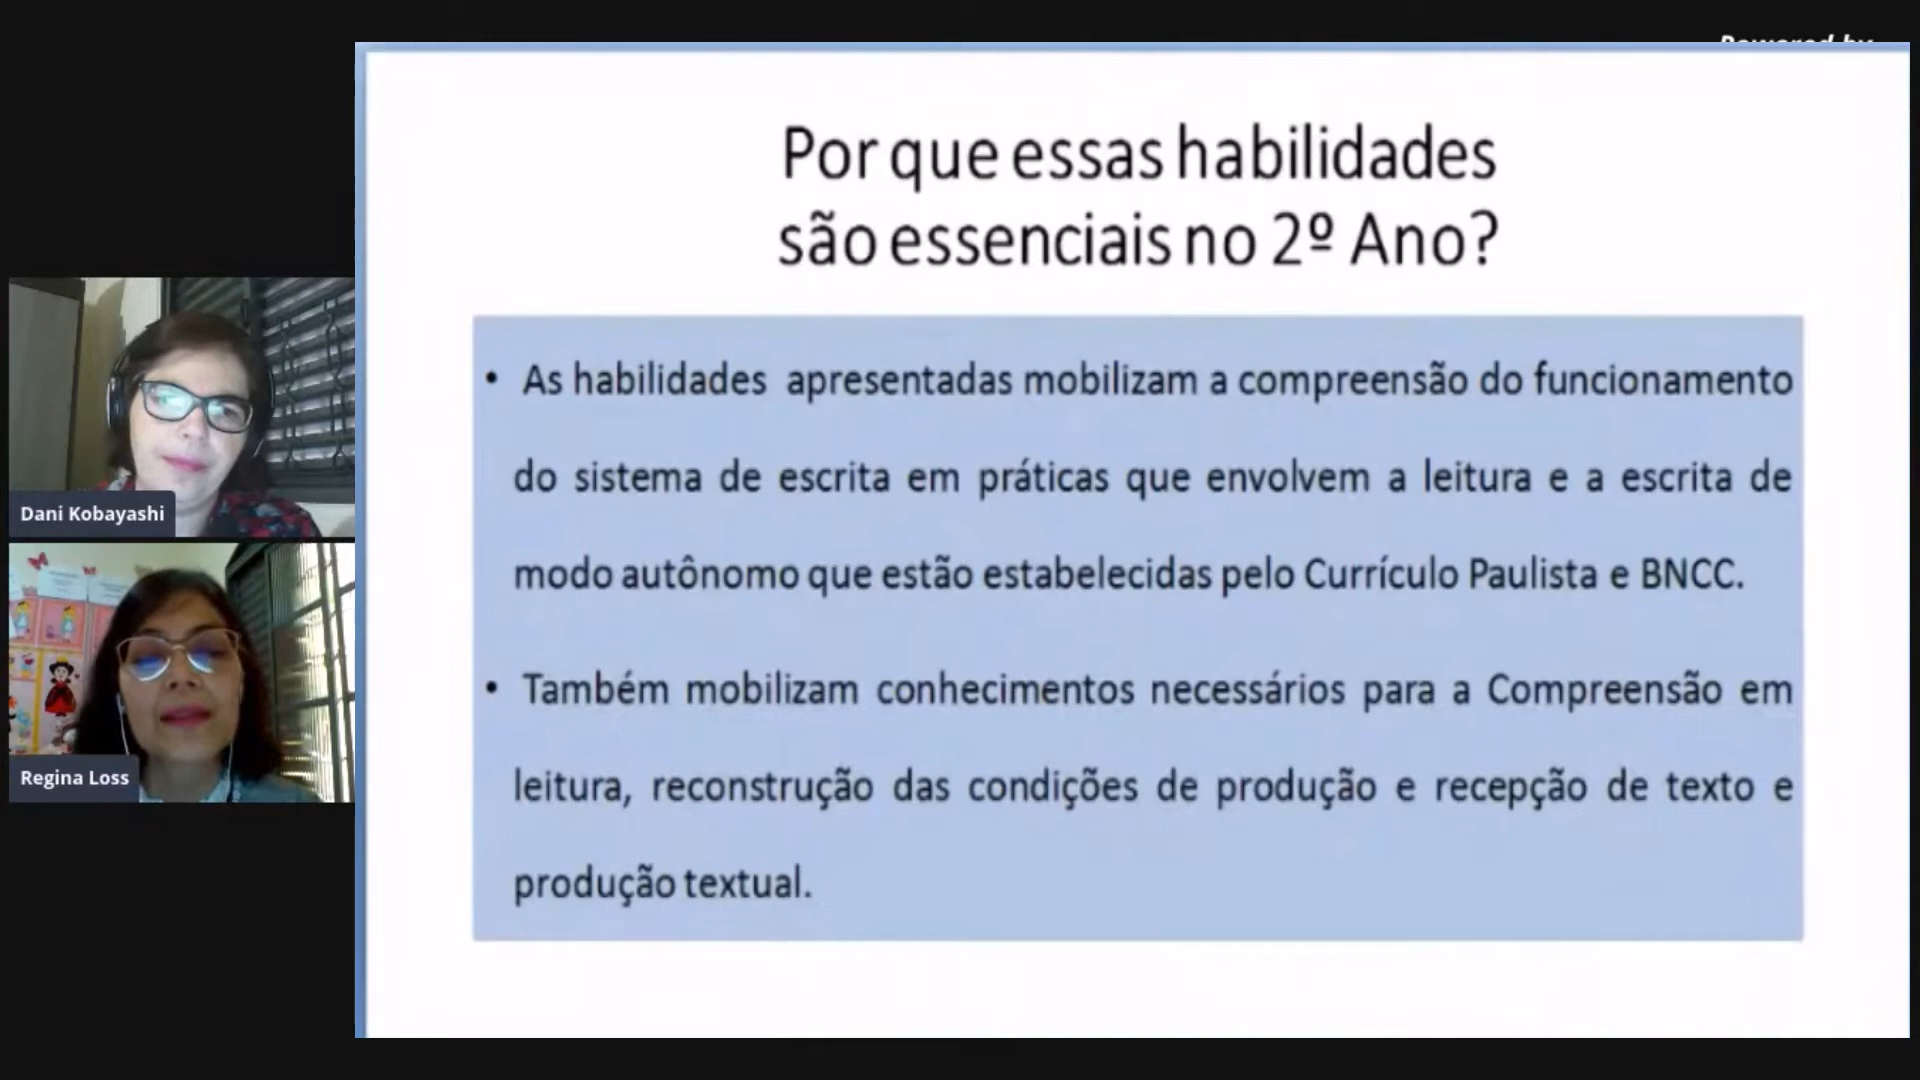 Powered by
Por que essas habilidades
são essenciais no 2º Ano?
• As habilidades apresentadas mobilizam a compreensão do funcionamento
do sistema de escrita em práticas que envolvem a leitura e a escrita de
modo autônomo que estão estabelecidas pelo Currículo Paulista e BNCC.
• Também mobilizam conhecimentos necessários para a Compreensão em
leitura, reconstrução das condições de produção e recepção de texto e
produção textual.
Dani Kobayashi
Regina Loss